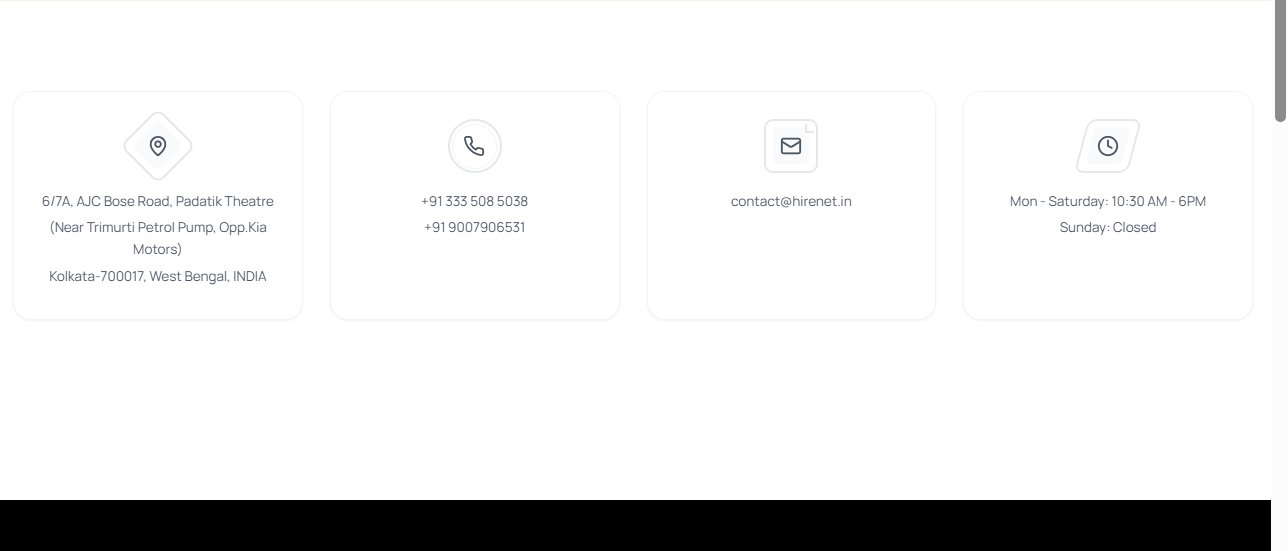 6/7A, AJC Bose Road, Padatik Theatre
(Near Trimurti Petrol Pump, Opp.Kia
Motors)
Kolkata-700017, West Bengal, INDIA
+91 333 508 5038
+91 9007906531
contact@hirenet.in
Mon - Saturday: 10:30 AM - 6PM
Sunday: Closed